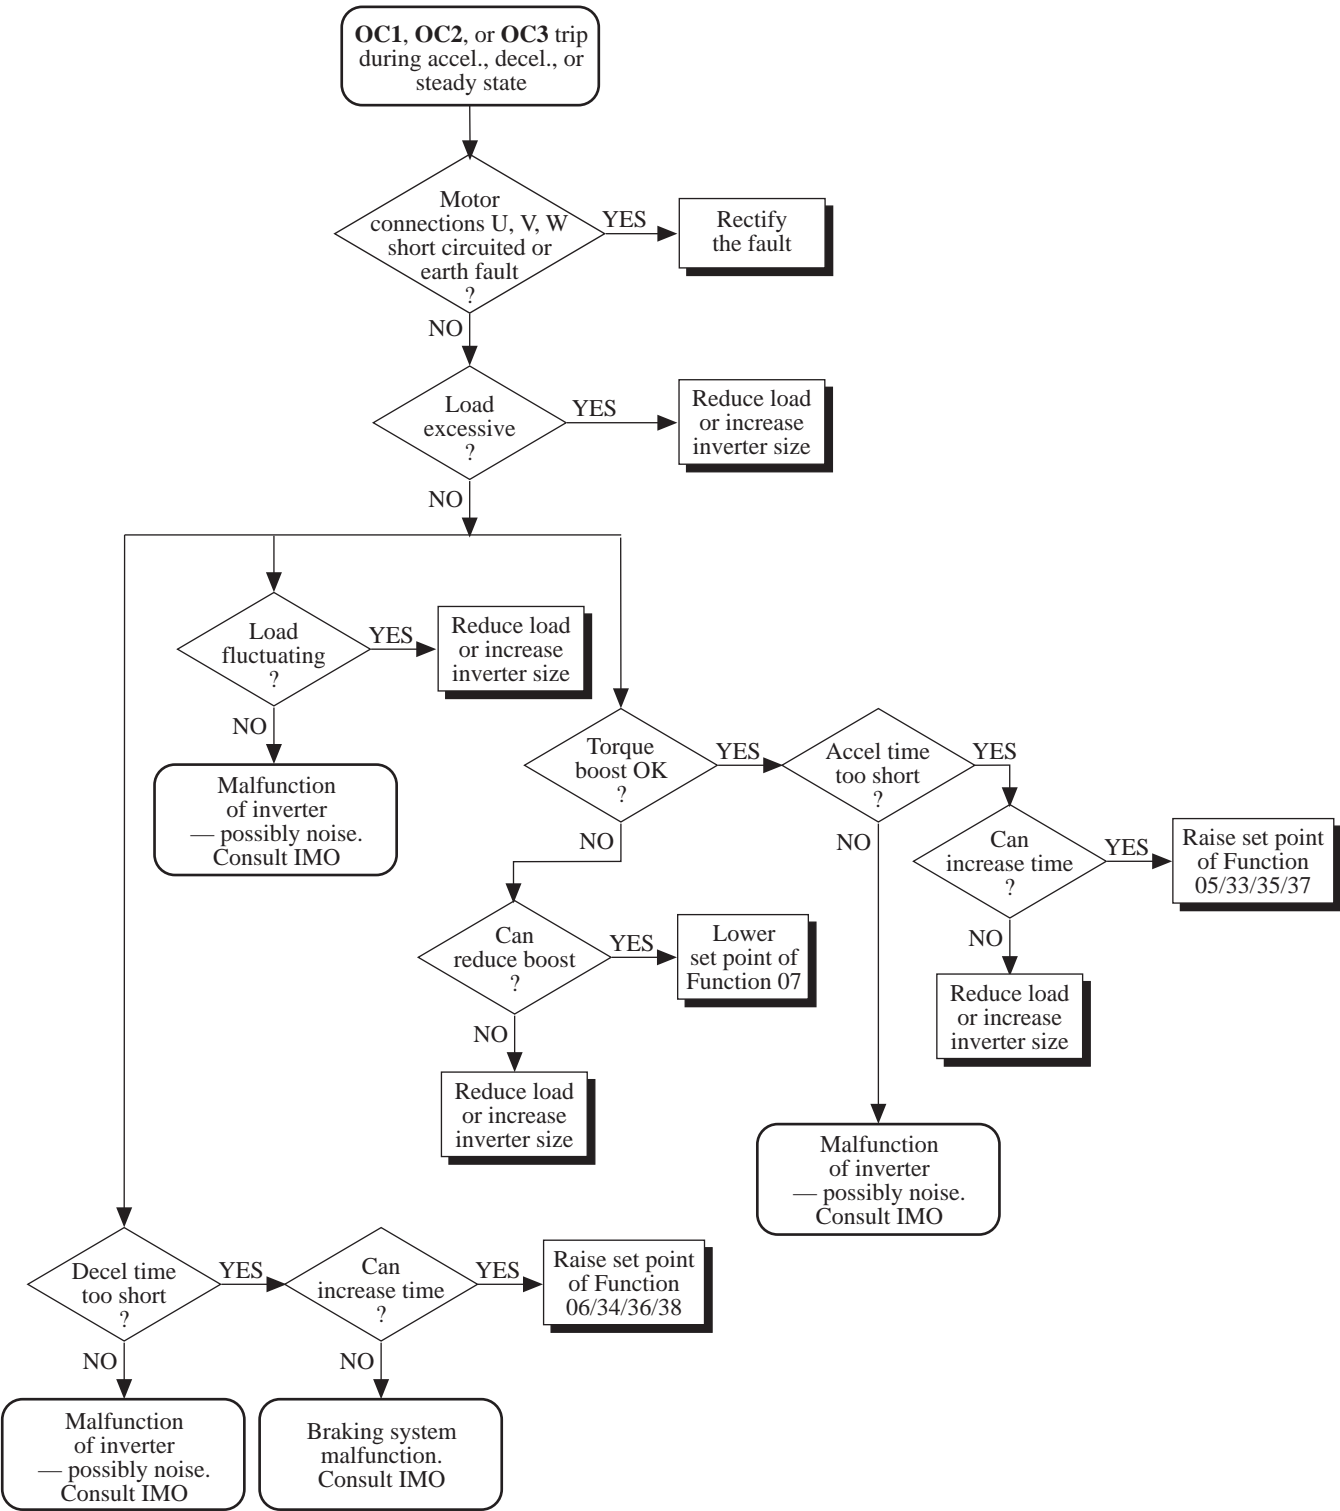 OC1, OC2, or OC3 trip
during accel., decel., or
steady state
Motor
connections U, V, W
short circuited or
earth fault
?
YES
Rectify
the fault
NO
Load
excessive
?
YES
Reduce load
or increase
inverter size
NO
Load
fluctuating
?
YES
Reduce load
or increase
inverter size
NO
Malfunction
of inverter
— possibly noise.
Consult IMO
Torque
boost OK
?
YES
Accel time
too short
?
YES
NO
NO
Can
increase time
?
YES
Raise set point
of Function
05/33/35/37
NO
Reduce load
or increase
inverter size
Can
reduce boost
?
YES
Lower
set point of
Function 07
NO
Reduce load
or increase
inverter size
Malfunction
of inverter
— possibly noise.
Consult IMO
Decel time
too short
?
YES
Can
increase time
?
YES
Raise set point
of Function
06/34/36/38
NO
NO
Malfunction
of inverter
— possibly noise.
Consult IMO
Braking system
malfunction.
Consult IMO